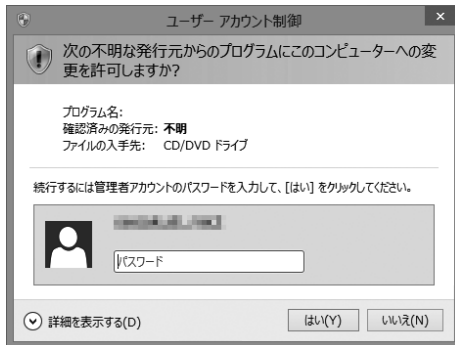 ユーザー アカウント制御
次の不明な発行元からのプログラムにこのコンピューターへの変
更を許可しますか?
プログラム名:
確認済みの発行元: 不明
ファイルの入手先: CD/DVD ドライブ
続行するには管理者アカウントのパスワードを入力して、[はい] をクリックしてください。
パスワード
詳細を表示する(D)
はい(Y)
いいえ(N)